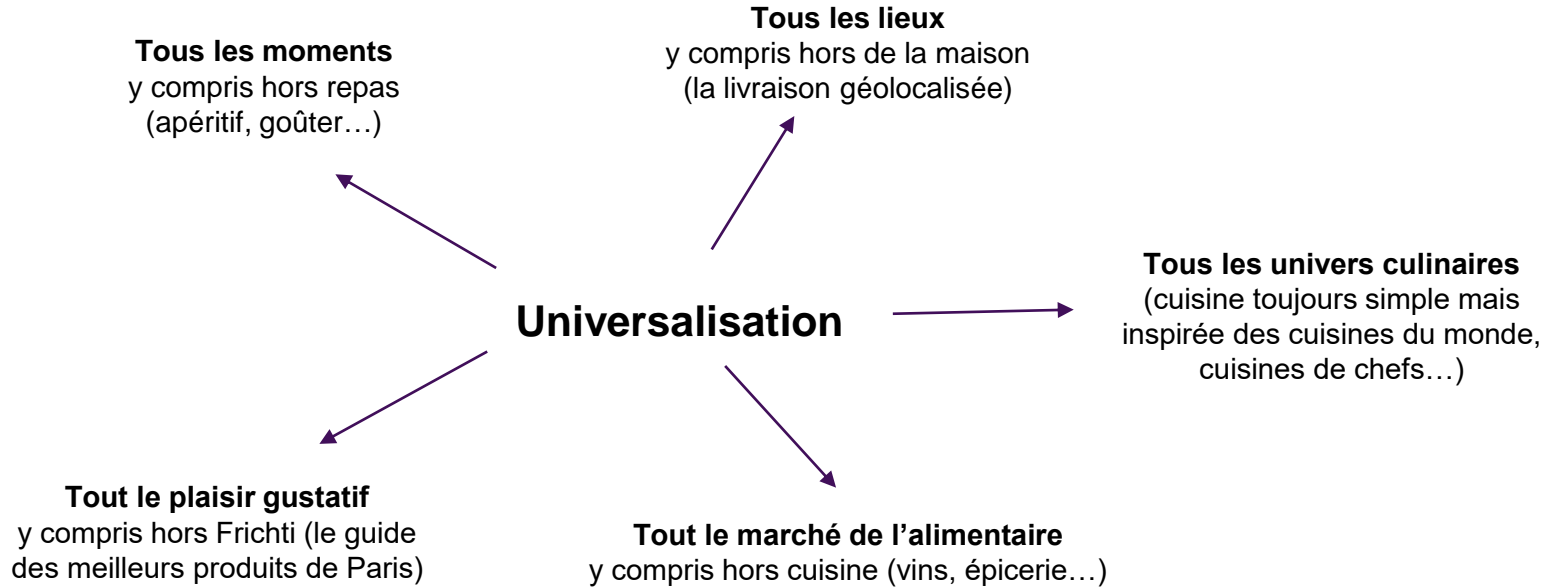 Tous les moments
y compris hors repas
(apéritif, goûter…)
Tous les lieux
y compris hors de la maison
(la livraison géolocalisée)
Universalisation
Tous les univers culinaires
(cuisine toujours simple mais
inspirée des cuisines du monde,
cuisines de chefs…)
Tout le plaisir gustatif
y compris hors Frichti (le guide
des meilleurs produits de Paris)
Tout le marché de l’alimentaire
y compris hors cuisine (vins, épicerie…)